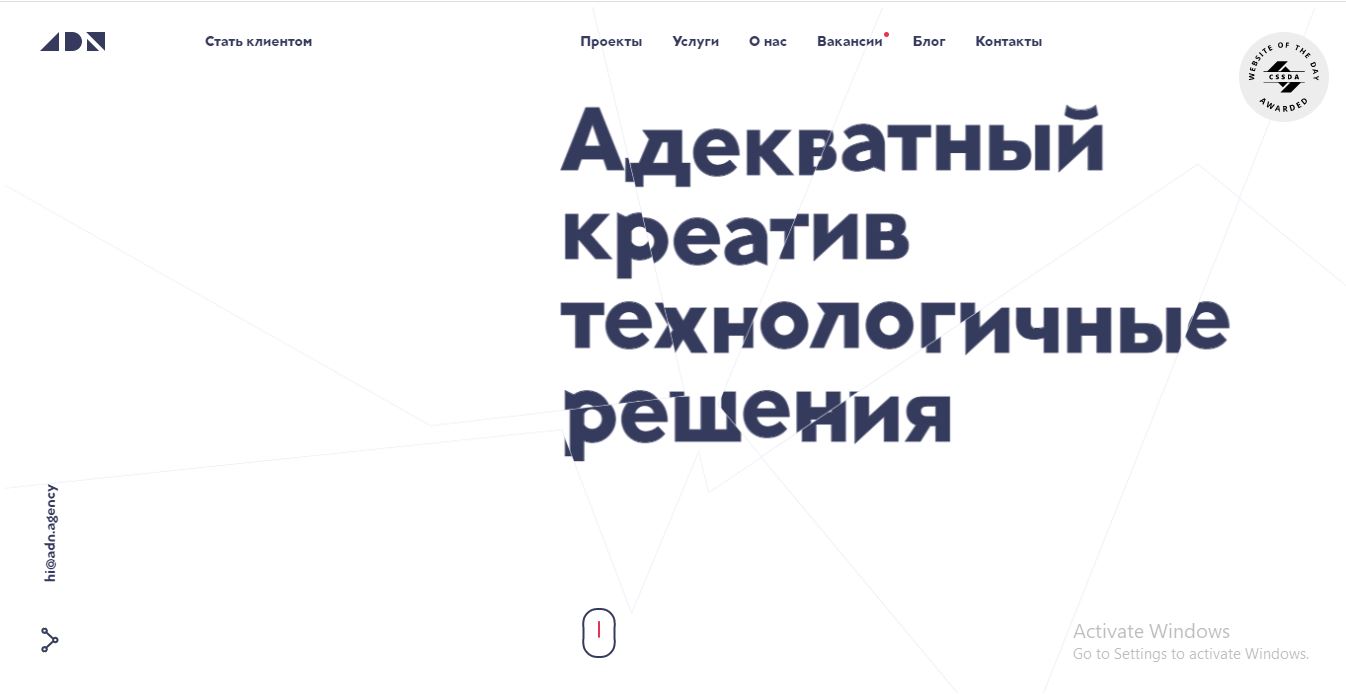 ADN
Стать клиентом
Проекты
Услуги
О нас
Вакансии
Блог
Контакты
WEBSITE OF THE DAY
CSSDA
AWARDED
Адекватный
креатив
технологичные
решения
hi@adn.agency
Activate Windows
Go to Settings to activate Windows.